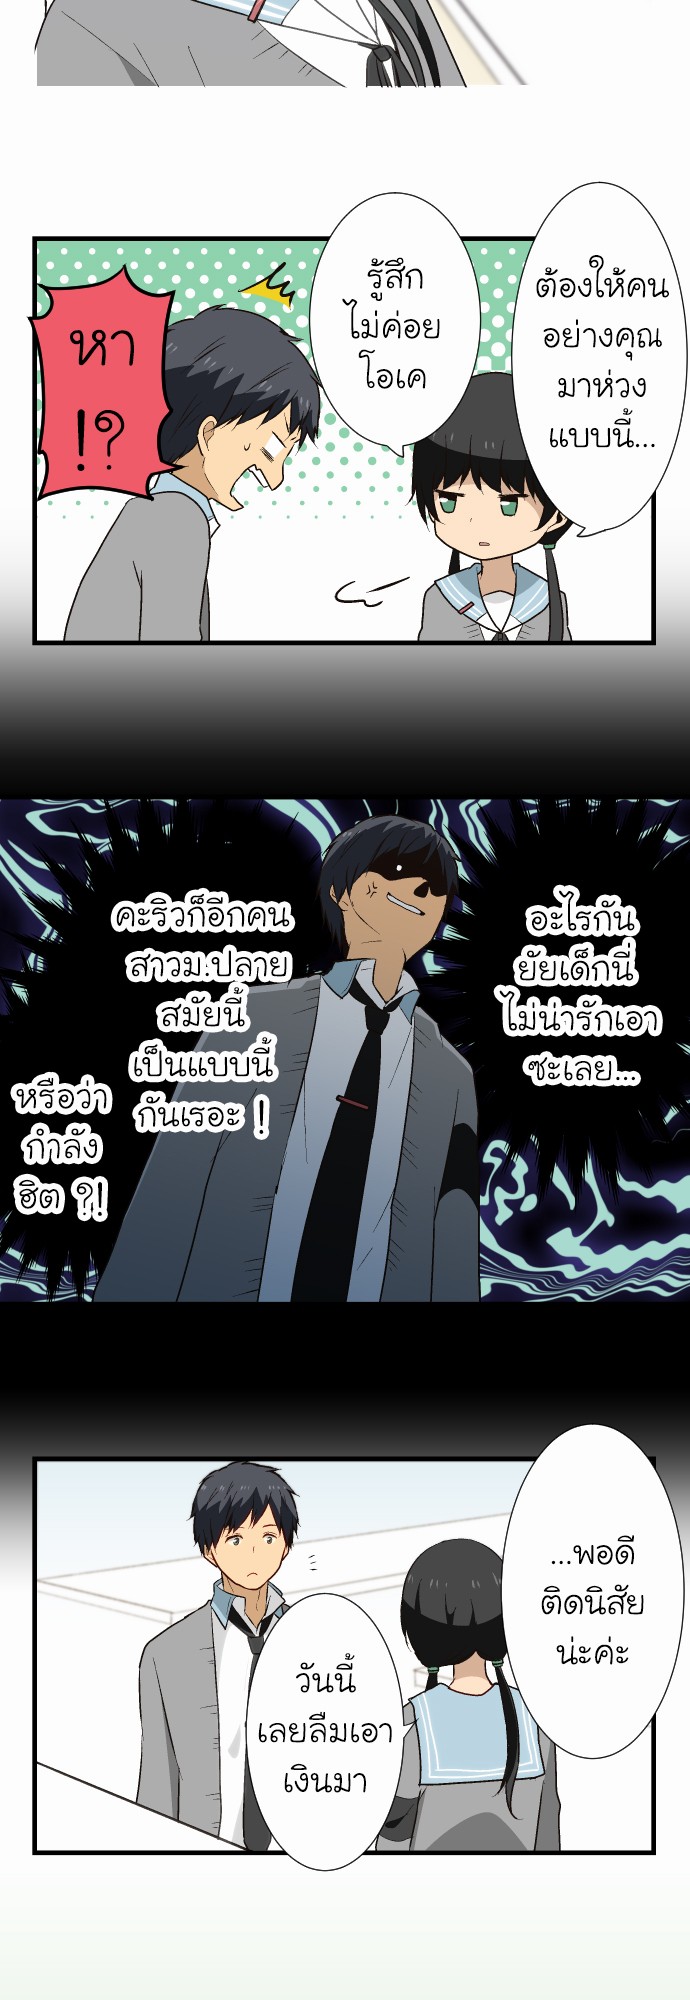 ต้องให้คน
อย่างคุณ
มาห่วง
แบบนี้...
รู้สึก
ไม่ค่อย
โอเค
หา
!?
อะไรกัน
ยัยเด็กนี่
ไม่น่ารักเอา
ซะเลย...
คะริวก็อีกคน
สาวม.ปลาย
สมัยนี้
เป็นแบบนี้
กันเรอะ !
หรือว่า
กำลัง
ฮิต ?!
...พอดี
ติดนิสัย
น่ะค่ะ
วันนี้
เลยลืมเอา
เงินมา